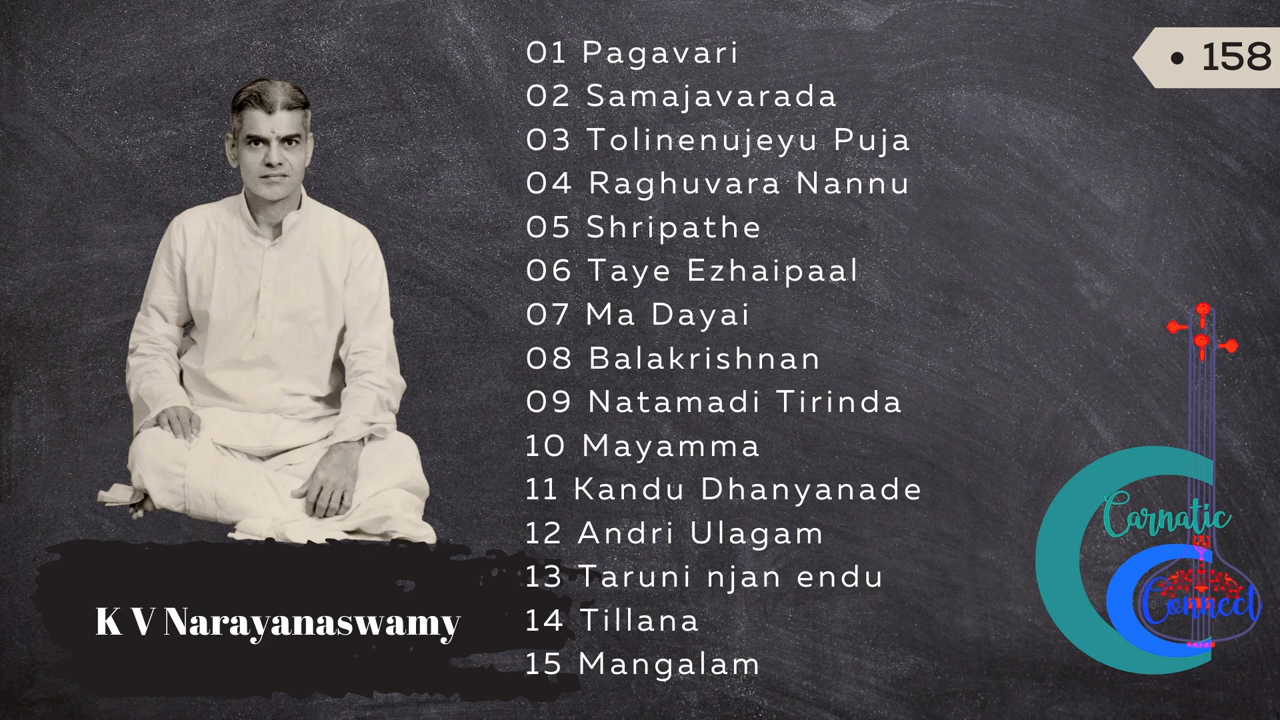 01 Pagavari
02 Samajavarada
03 Tolinenujeyu Puja
04 Raghuvara Nannu
05 Shripathe
06 Taye Ezhaipaal
07 Ma Dayai
08 Balakrishnan
09 Natamadi Tirinda
10 Mayamma
11 Kandu Dhanyanade
12 Andri Ulagam
13 Taruni njan endu
14 Tillana
15 Mangalam
K V Narayanaswamy
• 158
Carnatic
Connect